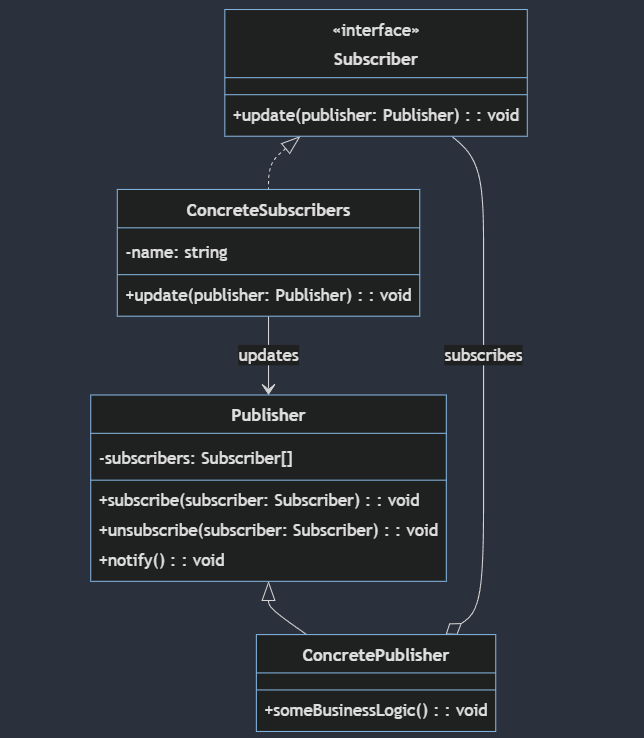 «interface»
Subscriber
+update(publisher: Publisher) : : void
ConcreteSubscribers
-name: string
+update(publisher: Publisher) : : void
updates
subscribes
Publisher
-subscribers: Subscriber[]
+subscribe(subscriber: Subscriber) : : void
+unsubscribe(subscriber: Subscriber) : : void
+notify() : : void
ConcretePublisher
+someBusinessLogic() : : void